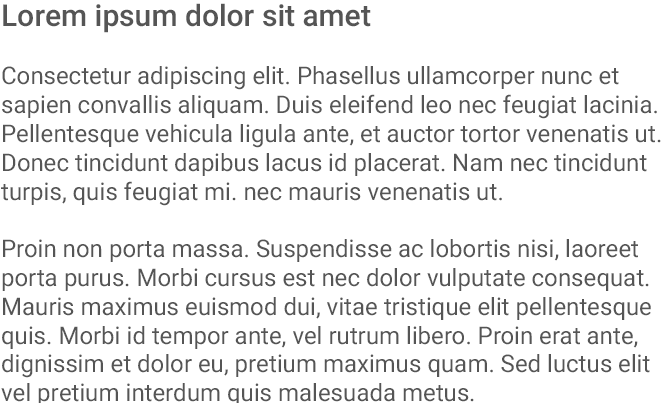 Lorem ipsum dolor sit amet
Consectetur adipiscing elit. Phasellus ullamcorper nunc et
sapien convallis aliquam. Duis eleifend leo nec feugiat lacinia.
Pellentesque vehicula ligula ante, et auctor tortor venenatis ut.
Donec tincidunt dapibus lacus id placerat. Nam nec tincidunt
turpis, quis feugiat mi. nec mauris venenatis ut.
Proin non porta massa. Suspendisse ac lobortis nisi, laoreet
porta purus. Morbi cursus est nec dolor vulputate consequat.
Mauris maximus euismod dui, vitae tristique elit pellentesque
quis. Morbi id tempor ante, vel rutrum libero. Proin erat ante,
dignissim et dolor eu, pretium maximus quam. Sed luctus elit
vel pretium interdum quis malesuada metus.